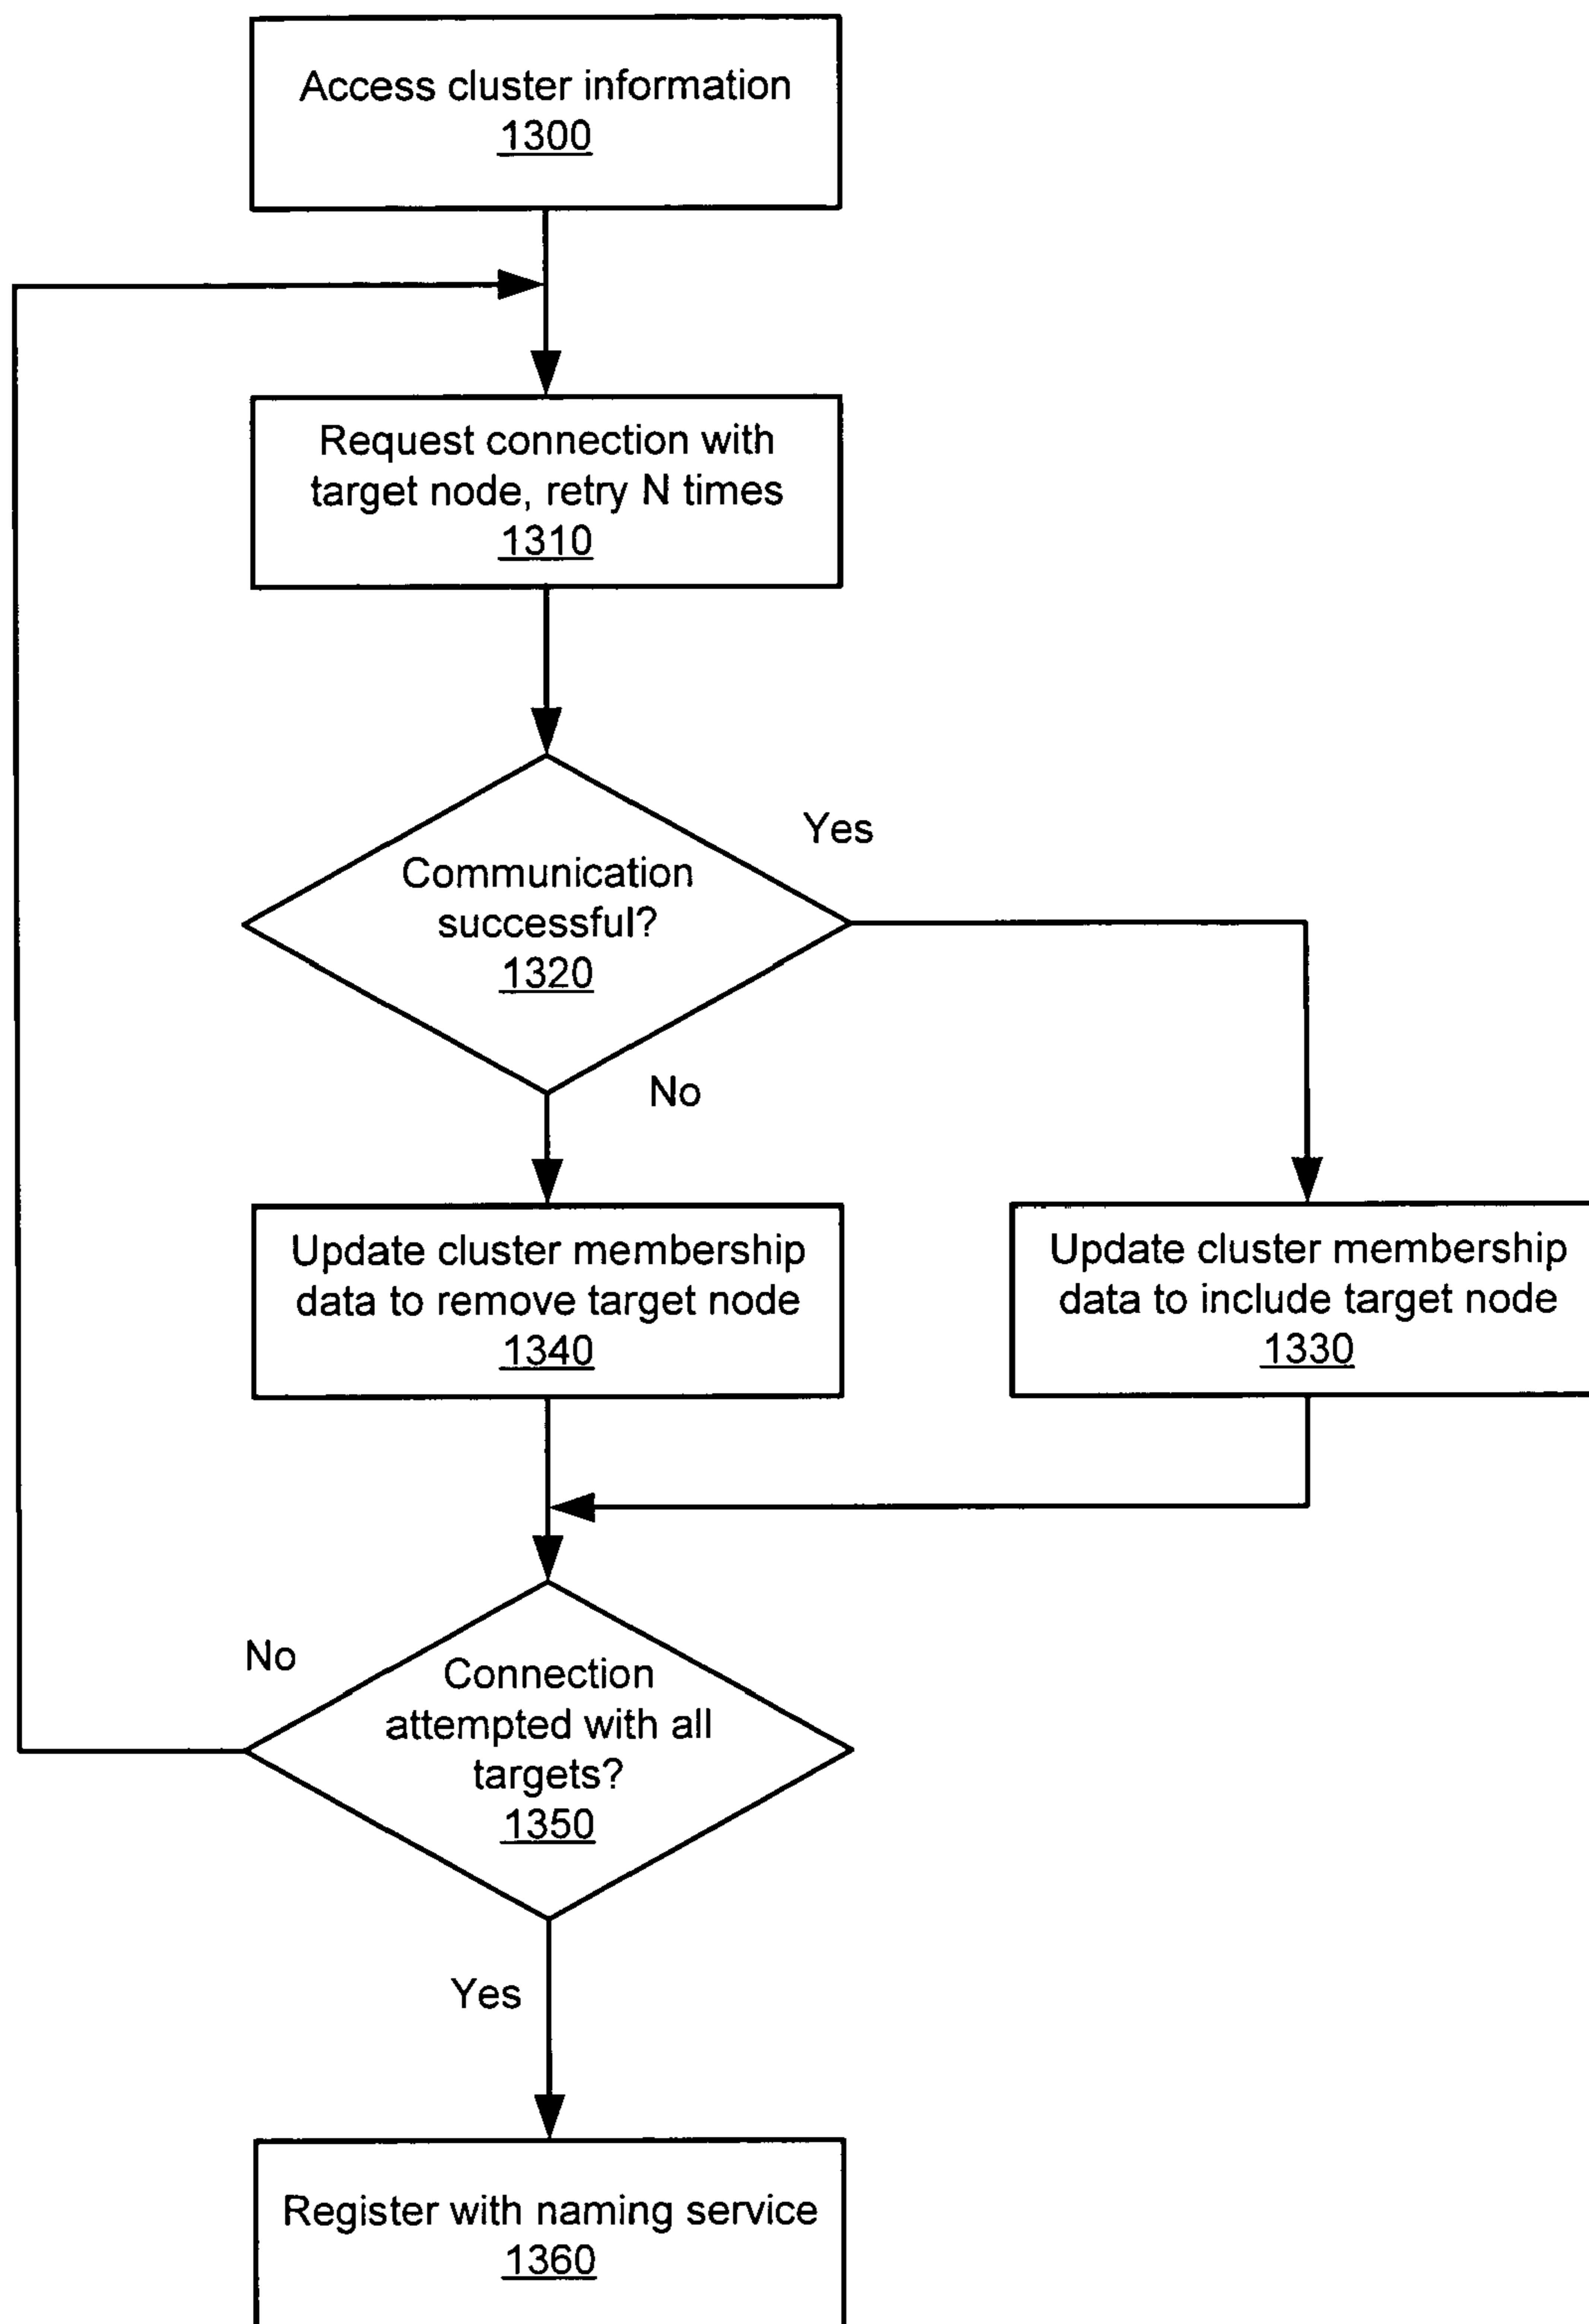 Access cluster information
1300
Request connection with
target node, retry N times
1310
Yes
Communication
successful?
1320
No
Update cluster membership
data to remove target node
1340
Update cluster membership
data to include target node
1330
No
Connection
attempted with all
targets?
1350
Yes
Register with naming service
1360